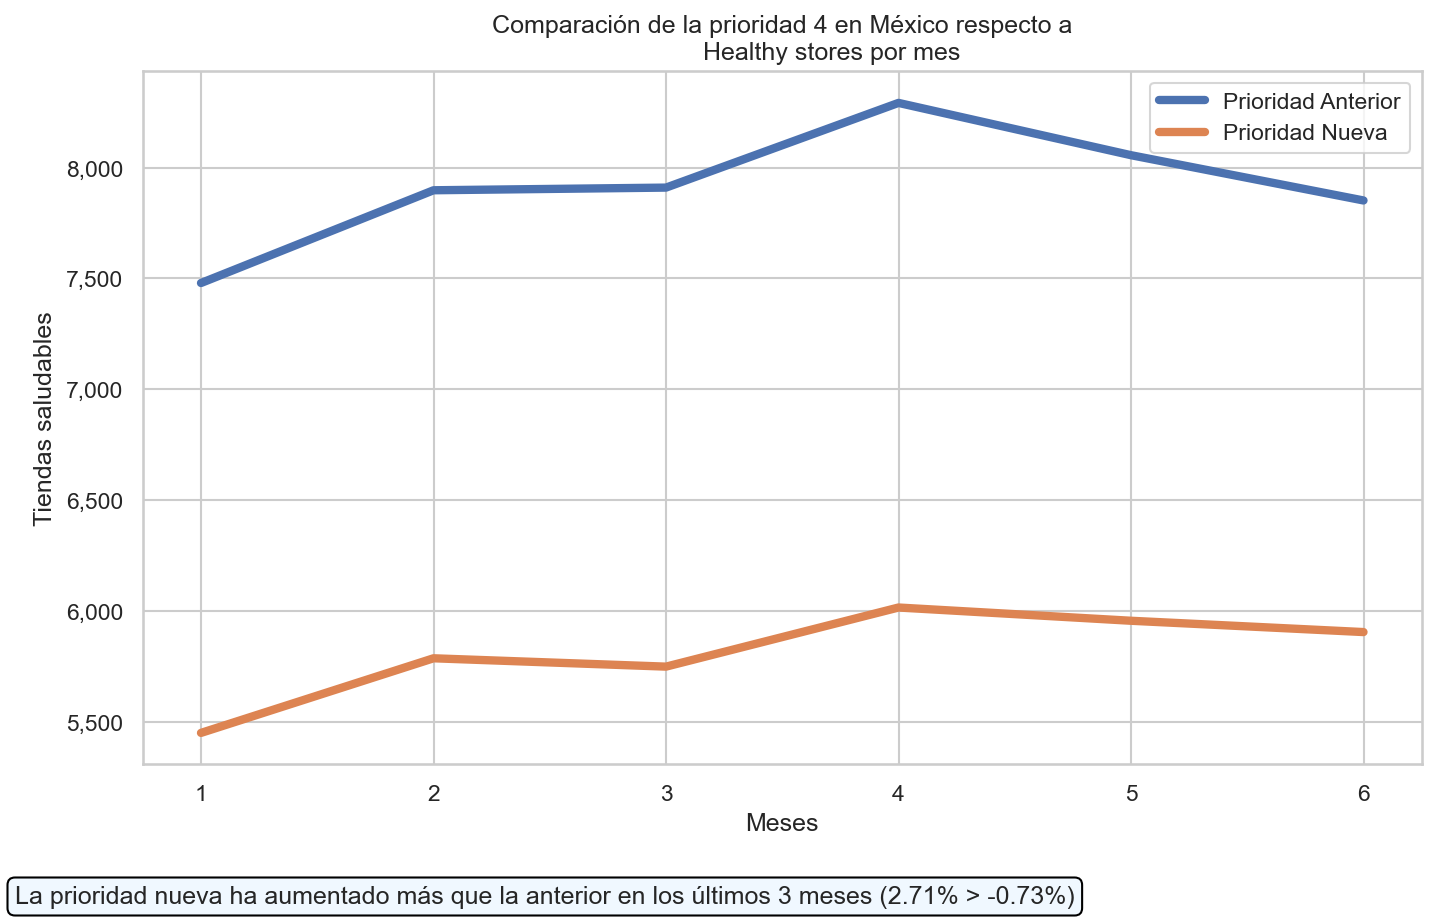 Comparación de la prioridad 4 en México respecto a
Healthy stores por mes
Prioridad Anterior
Prioridad Nueva
Tiendas saludables
8,000
7,500
7,000
6,500
6,000
5,500
1 2 3 4 5 6
Meses
La prioridad nueva ha aumentado más que la anterior en los últimos 3 meses (2.71% > -0.73%)